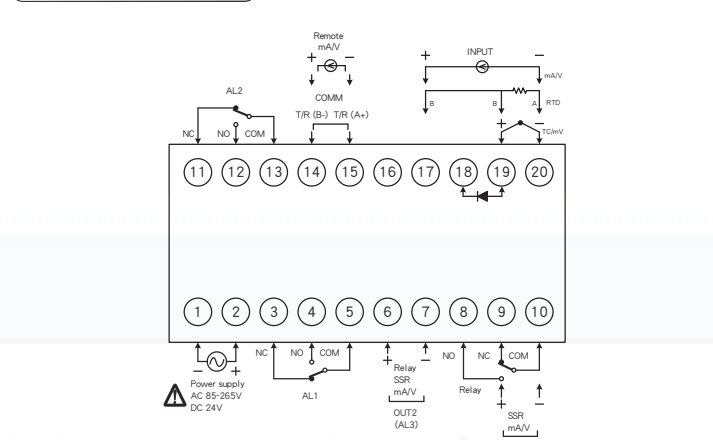 Remote
mA/V
+ −
COMM
T/R (B-) T/R (A+)
INPUT
+ −
mA/V
B B A RTD
+ − TC/mV
AL2
NC NO COM
11 12 13 14 15 16 17 18 19 20
1 2 3 4 5 6 7 8 9 10
− +
Power supply
AC 85-265V
DC 24V
NC NO COM
AL1
+ −
Relay
SSR
mA/V
OUT2
(AL3)
NO NC COM
Relay
+ −
SSR
mA/V